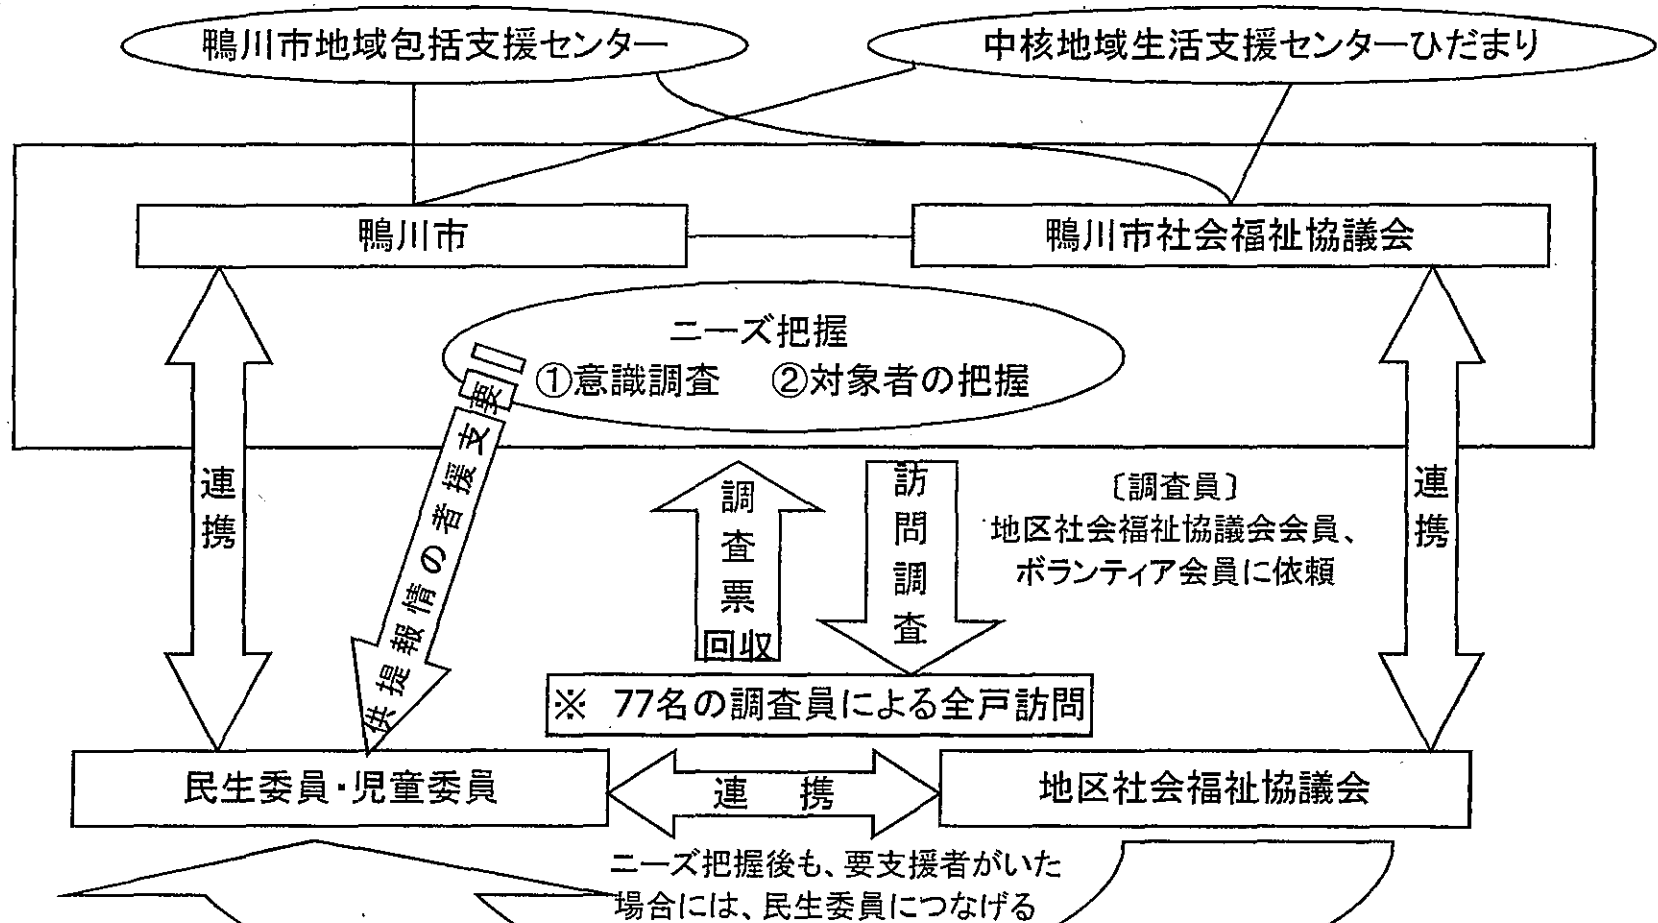 鴨川市地域包括支援センター
中核地域生活支援センターひだまり
鴨川市
鴨川市社会福祉協議会
ニーズ把握
①意識調査　②対象者の把握
連携
要支援者の情報提供
調査票回収
訪問調査
〔調査員〕
地区社会福祉協議会会員、
ボランティア会員に依頼
連携
※　77名の調査員による全戸訪問
民生委員・児童委員
連　携
地区社会福祉協議会
ニーズ把握後も、要支援者がいた
場合には、民生委員につなげる